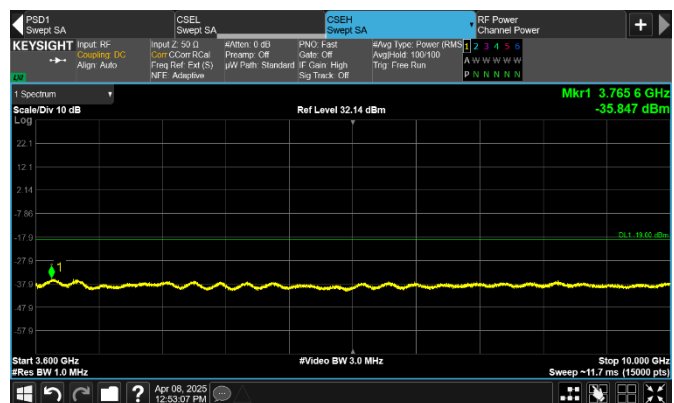 PSD1
Swept SA
CSEL
Swept SA
CSEH
Swept SA
RF Power
Channel Power
+
KEYSIGHT
Input: RF
Coupling: DC
Align: Auto
Input Z: 50 Ω
Corr CCorr RCal
Freq Ref: Ext (S)
NFE: Adaptive
#Atten: 0 dB
Preamp: Off
µW Path: Standard
PNO: Fast
Gate: Off
IF Gain: High
Sig Track: Off
#Avg Type: Power (RMS)
Avg|Hold: 100/100
Trig: Free Run
1 2 3 4 5 6
A W W W W W
P N N N N N
LXI
1 Spectrum
Mkr1 3.765 6 GHz
Scale/Div 10 dB
Ref Level 32.14 dBm
-35.847 dBm
Log
22.1
12.1
2.14
-7.86
-17.9
DL1 -19.00 dBm
-27.9
1
-37.9
-47.9
-57.9
Start 3.600 GHz
#Video BW 3.0 MHz
Stop 10.000 GHz
#Res BW 1.0 MHz
Sweep ~11.7 ms (15000 pts)
?
Apr 08, 2025
12:53:07 PM